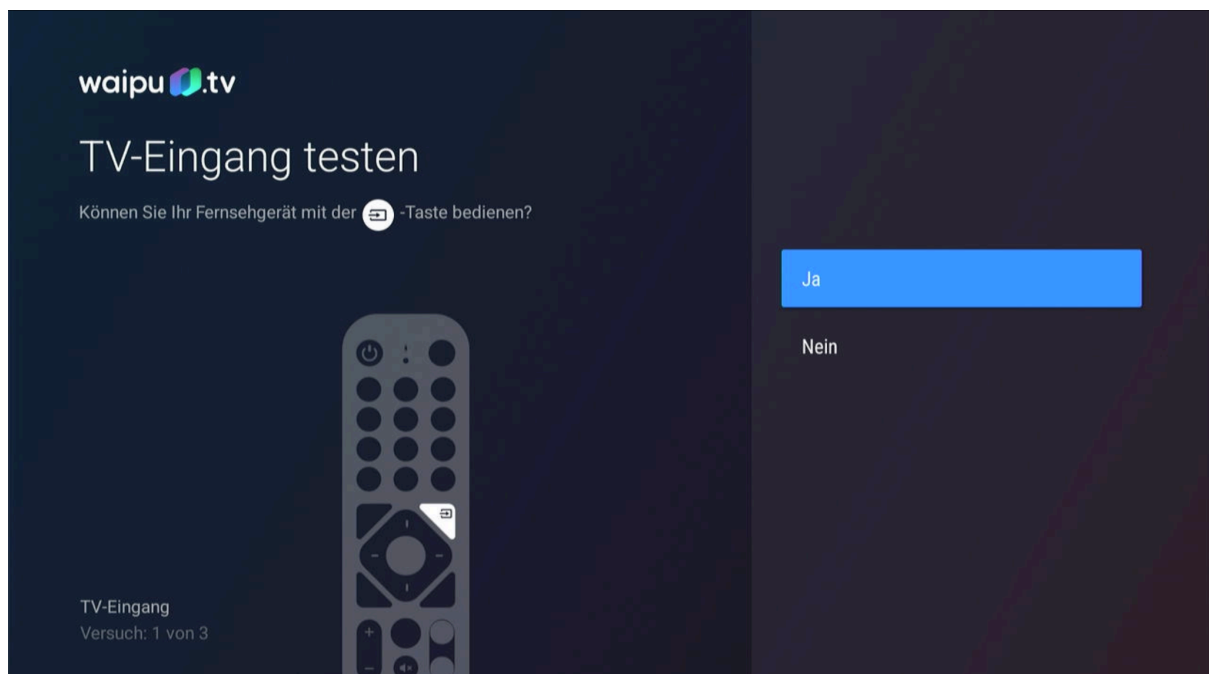 waipu.tv
TV-Eingang testen
Können Sie Ihr Fernsehgerät mit der -Taste bedienen?
Ja
Nein
TV-Eingang
Versuch: 1 von 3